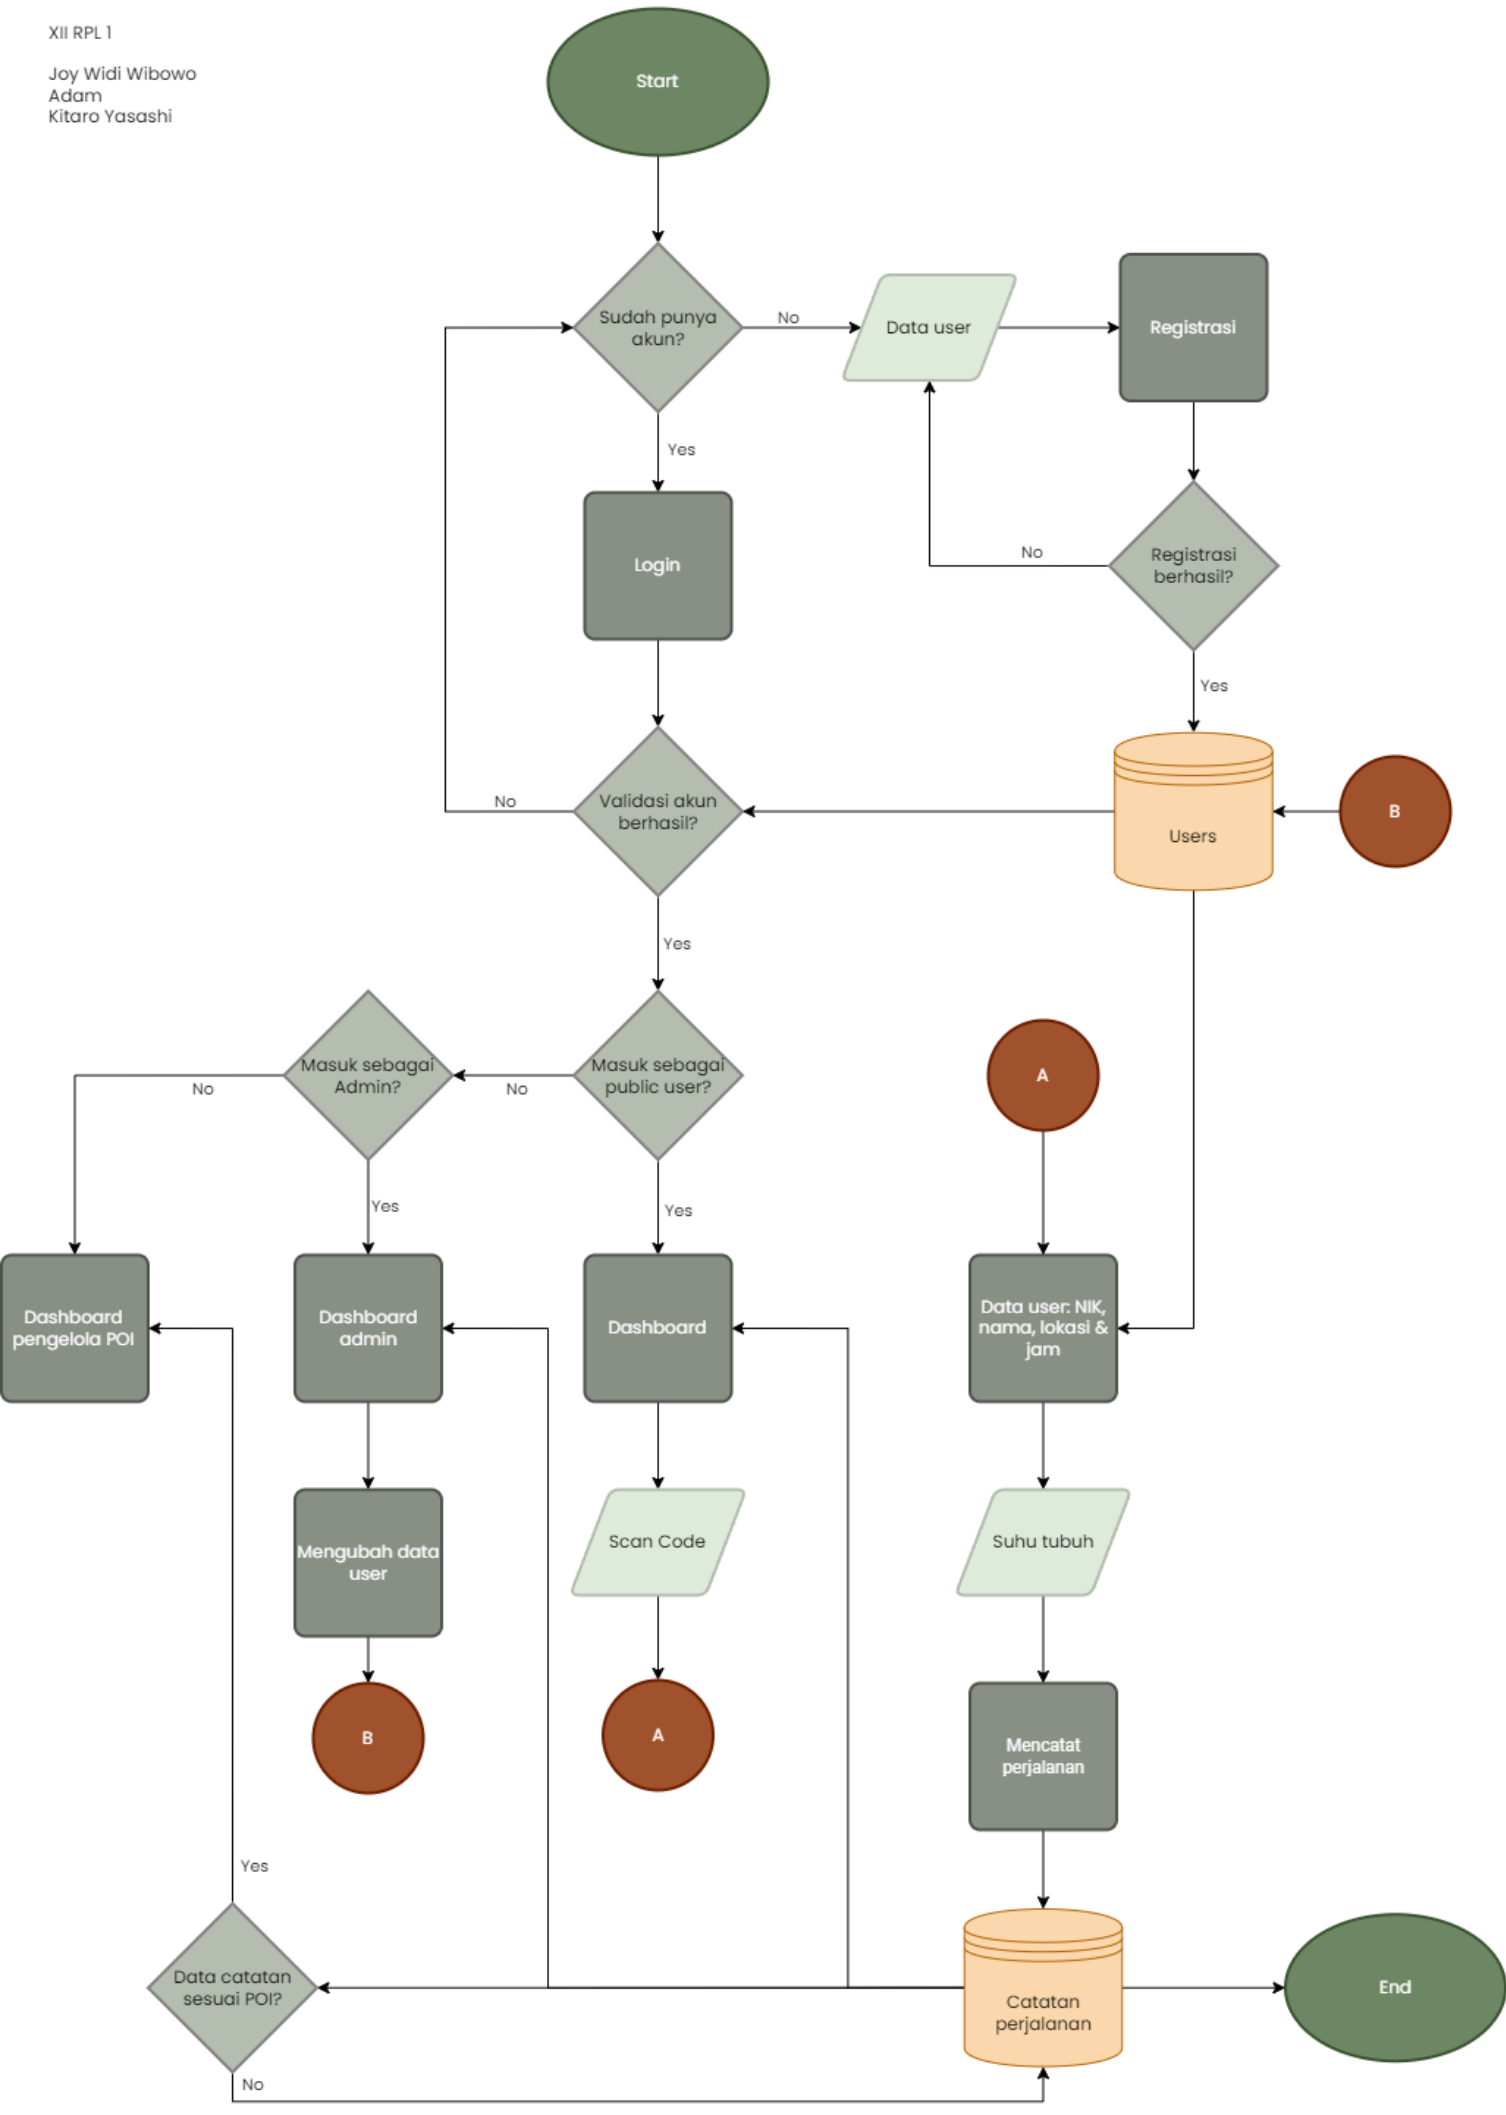 XII RPL 1
Joy Widi Wibowo
Adam
Kitaro Yasashi
Start
Sudah punya
akun?
No
Data user
Registrasi
Yes
Login
No
Registrasi
berhasil?
Yes
Validasi akun
berhasil?
No
Users
B
Yes
Masuk sebagai
Admin?
No
Masuk sebagai
public user?
No
A
Yes
Yes
Dashboard
pengelola POI
Dashboard
admin
Dashboard
Data user: NIK,
nama, lokasi &
jam
Mengubah data
user
Scan Code
Suhu tubuh
B
A
Mencatat
perjalanan
Yes
Data catatan
sesuai POI?
Catatan
perjalanan
End
No